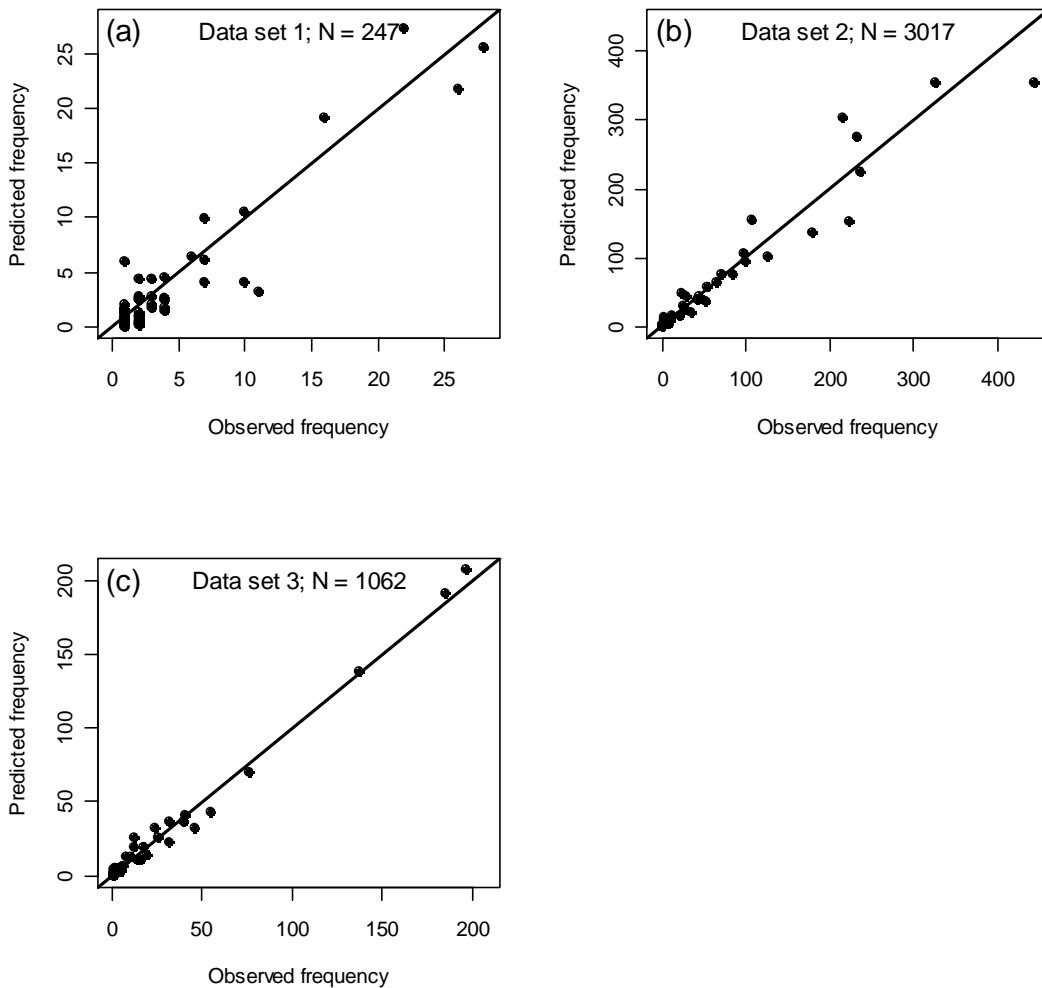 (a) Data set 1; N = 247
Predicted frequency
25
20
15
10
5
0
0 5 10 15 20 25
Observed frequency
(b) Data set 2; N = 3017
Predicted frequency
400
300
200
100
0
0 100 200 300 400
Observed frequency
(c) Data set 3; N = 1062
Predicted frequency
200
150
100
50
0
0 50 100 150 200
Observed frequency